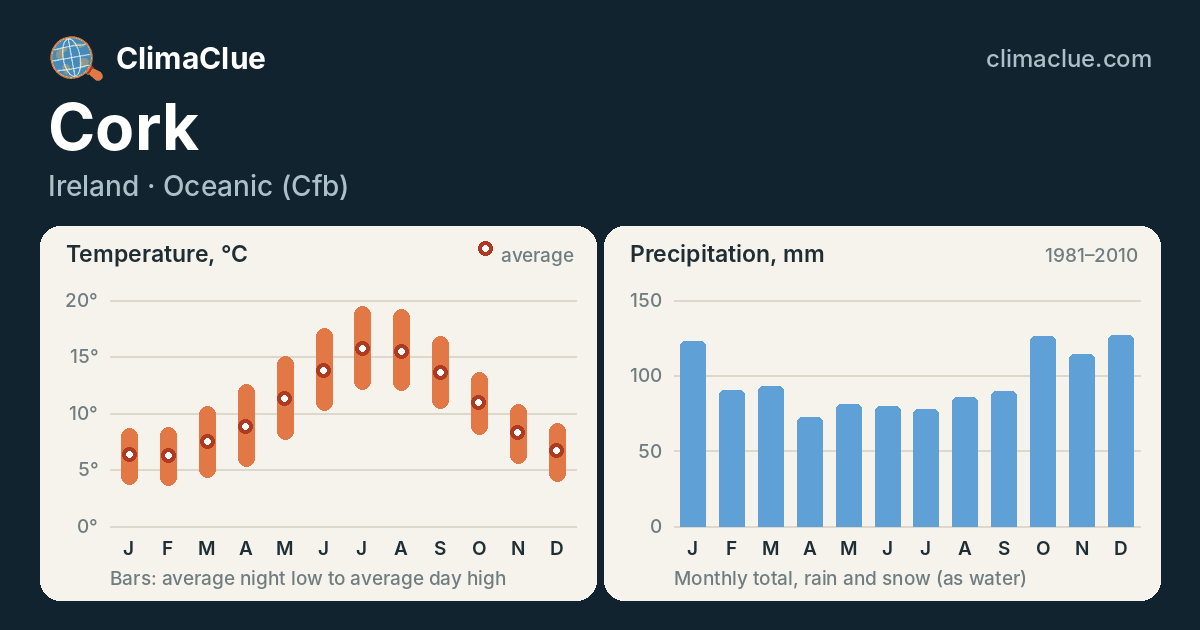 ClimaClue
climaclue.com
Cork
Ireland · Oceanic (Cfb)
Temperature, °C
average
20°
15°
10°
5°
0°
J F M A M J J A S O N D
Bars: average night low to average day high
Precipitation, mm
1981–2010
150
100
50
0
J F M A M J J A S O N D
Monthly total, rain and snow (as water)